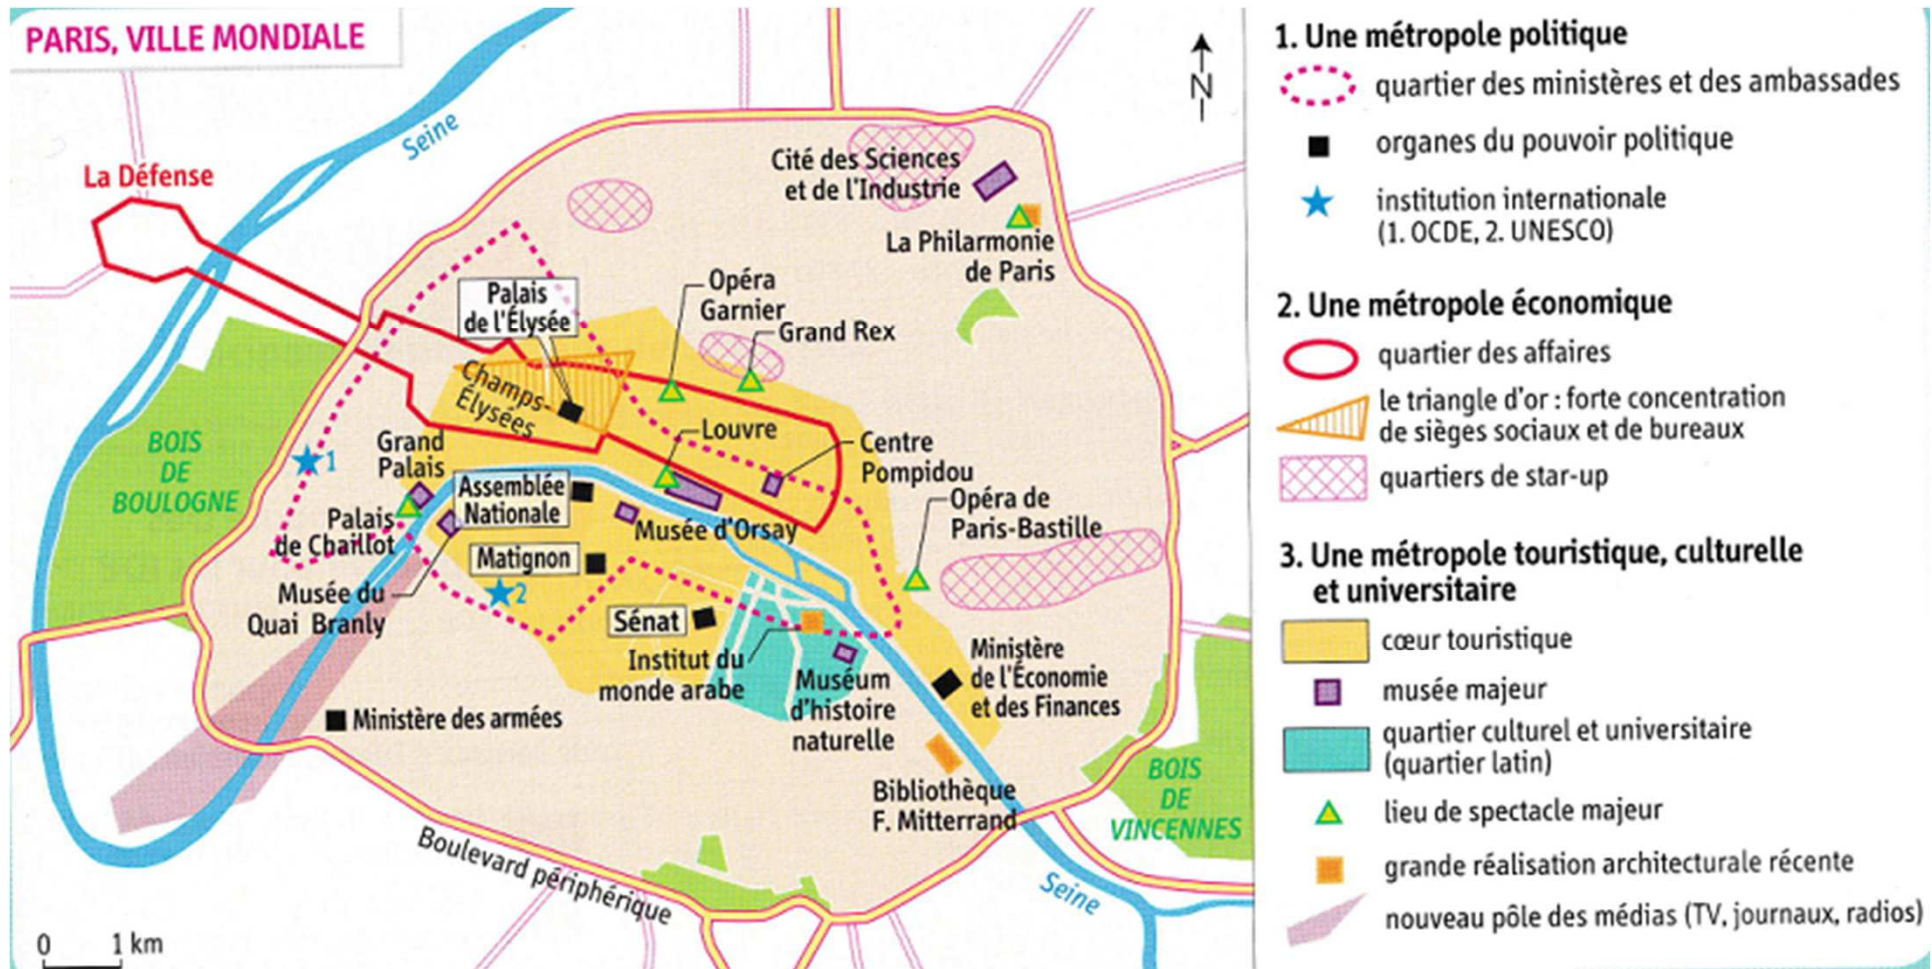 PARIS, VILLE MONDIALE
Seine
N
La Défense
Cité des Sciences
et de l'Industrie
La Philarmonie
de Paris
Palais
de l'Élysée
Opéra
Garnier
Grand Rex
Champs-
Élysées
BOIS
DE
BOULOGNE
1
Grand
Palais
Louvre
Centre
Pompidou
Assemblée
Nationale
Palais
de Chaillot
Musée d'Orsay
Opéra de
Paris-Bastille
Matignon
2
Musée du
Quai Branly
Sénat
Institut du
monde arabe
Muséum
d'histoire
naturelle
Ministère
de l'Économie
et des Finances
Ministère des armées
Bibliothèque
F. Mitterrand
BOIS
DE
VINCENNES
Boulevard périphérique
Seine
0 1 km
1. Une métropole politique
quartier des ministères et des ambassades
organes du pouvoir politique
institution internationale
(1. OCDE, 2. UNESCO)
2. Une métropole économique
quartier des affaires
le triangle d'or : forte concentration
de sièges sociaux et de bureaux
quartiers de star-up
3. Une métropole touristique, culturelle
et universitaire
cœur touristique
musée majeur
quartier culturel et universitaire
(quartier latin)
lieu de spectacle majeur
grande réalisation architecturale récente
nouveau pôle des médias (TV, journaux, radios)